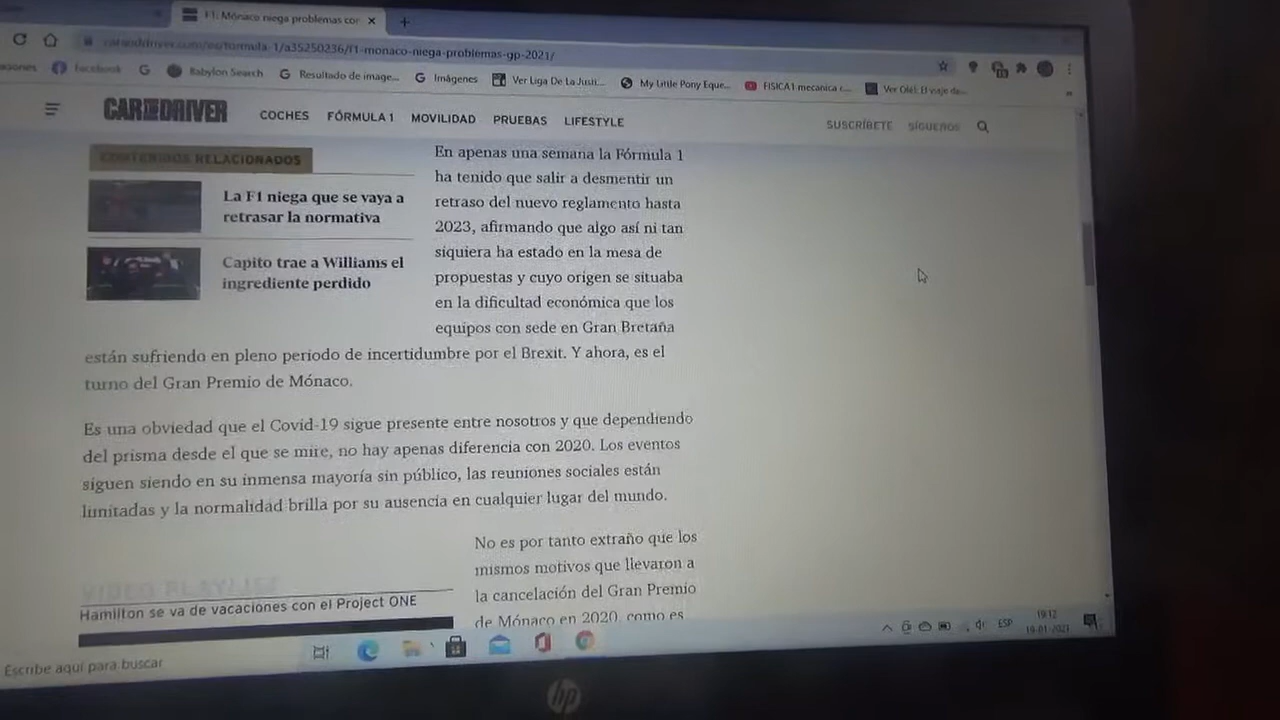 F1: Mónaco niega problemas con
caranddriver.com/es/formula-1/a35250236/f1-monaco-niega-problemas-gp-2021/
Facebook
Babylon Search
Resultado de image...
Imágenes
Ver Liga De La Justi...
My Little Pony Eque...
FISICA1 mecanica c...
Ver Olé!, El viaje de...
CAR AND DRIVER
COCHES FÓRMULA 1 MOVILIDAD PRUEBAS LIFESTYLE
SUSCRÍBETE SÍGUENOS
CONTENIDOS RELACIONADOS
La F1 niega que se vaya a
retrasar la normativa
Capito trae a Williams el
ingrediente perdido
En apenas una semana la Fórmula 1
ha tenido que salir a desmentir un
retraso del nuevo reglamento hasta
2023, afirmando que algo así ni tan
siquiera ha estado en la mesa de
propuestas y cuyo origen se situaba
en la dificultad económica que los
equipos con sede en Gran Bretaña
están sufriendo en pleno periodo de incertidumbre por el Brexit. Y ahora, es el
turno del Gran Premio de Mónaco.
Es una obviedad que el Covid-19 sigue presente entre nosotros y que dependiendo
del prisma desde el que se mire, no hay apenas diferencia con 2020. Los eventos
siguen siendo en su inmensa mayoría sin público, las reuniones sociales están
limitadas y la normalidad brilla por su ausencia en cualquier lugar del mundo.
No es por tanto extraño que los
mismos motivos que llevaron a
la cancelación del Gran Premio
de Mónaco en 2020, como es
VIDEO PLAYLIST
Hamilton se va de vacaciones con el Project ONE
Escribe aquí para buscar
ESP
19:12
19-01-2021
hp